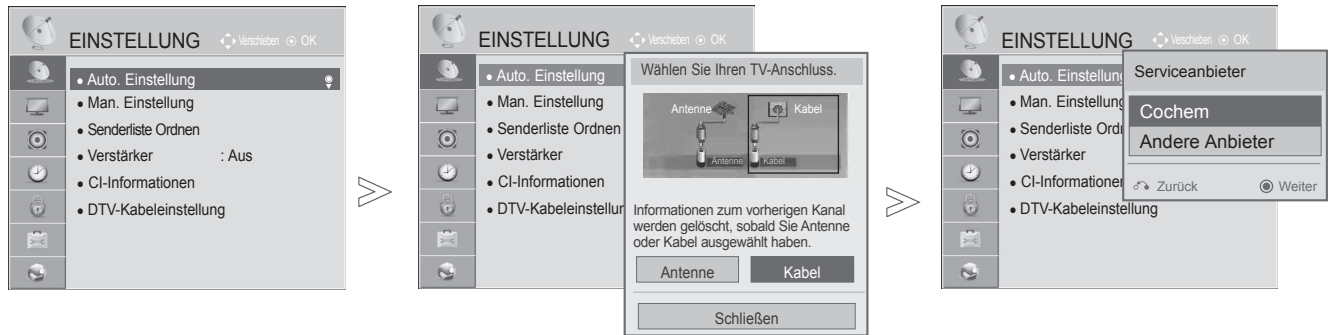 EINSTELLUNG Verschieben OK
• Auto. Einstellung
• Man. Einstellung
• Senderliste Ordnen
• Verstärker : Aus
• CI-Informationen
• DTV-Kabeleinstellung
EINSTELLUNG Verschieben OK
• Auto. Einstellung
• Man. Einstellung
• Senderliste Ordnen
• Verstärker
• CI-Informationen
• DTV-Kabeleinstellun
Wählen Sie Ihren TV-Anschluss.
Antenne Kabel
Antenne Kabel
Informationen zum vorherigen Kanal
werden gelöscht, sobald Sie Antenne
oder Kabel ausgewählt haben.
Antenne Kabel
Schließen
EINSTELLUNG Verschieben OK
• Auto. Einstellung
• Man. Einstellung
• Senderliste Ordn
• Verstärker
• CI-Informationen
• DTV-Kabeleinstellung
Serviceanbieter
Cochem
Andere Anbieter
Zurück Weiter